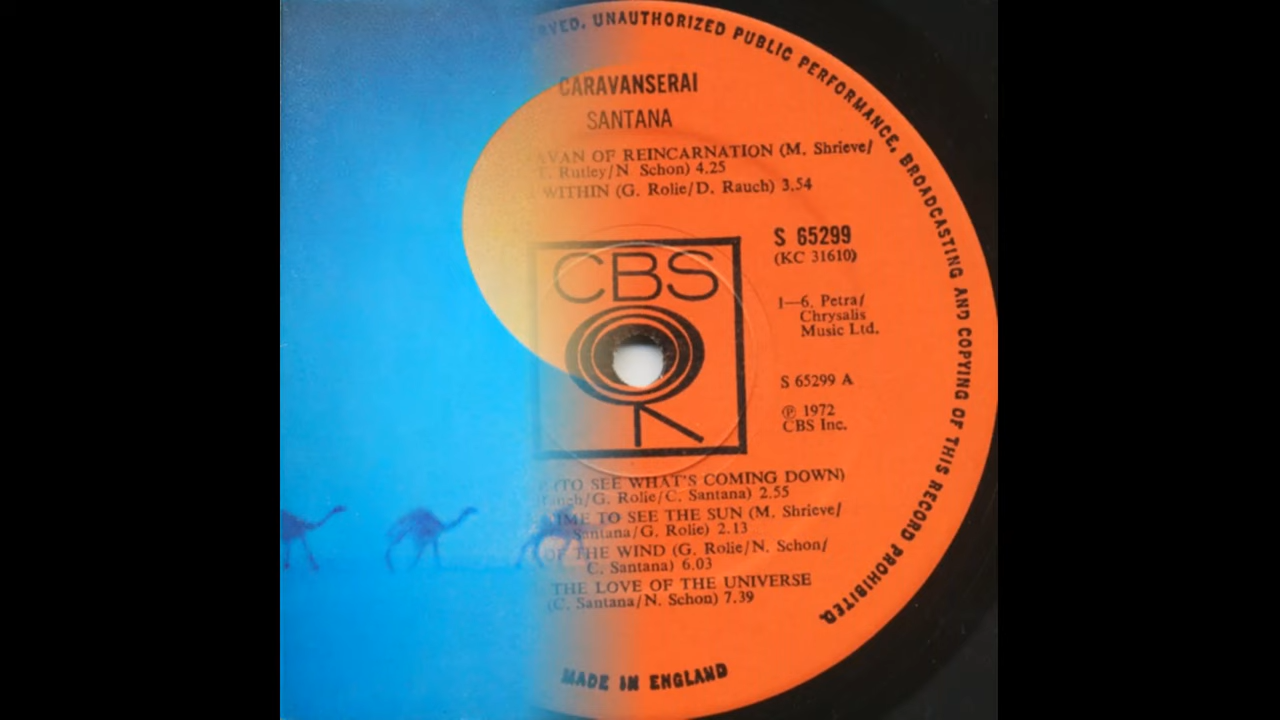 UNAUTHORIZED PUBLIC PERFORMANCE, BROADCASTING AND COPYING OF THIS RECORD PROHIBITED.
CARAVANSERAI
SANTANA
OF REINCARNATION (M. Shrieve/
Rutley/N. Schon) 4.25
WITHIN (G. Rolie/D. Rauch) 3.54
S 65299
(KC 31610)
CBS
1—6. Petra/
Chrysalis
Music Ltd.
S 65299 A
℗ 1972
CBS Inc.
(TO SEE WHAT'S COMING DOWN)
/G. Rolie/C. Santana) 2.55
TO SEE THE SUN (M. Shrieve/
Santana/G. Rolie) 2.13
OF THE WIND (G. Rolie/N. Schon/
C. Santana) 6.03
THE LOVE OF THE UNIVERSE
(C. Santana/N. Schon) 7.39
MADE IN ENGLAND